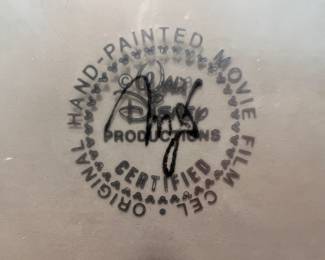 ORIGINAL HAND-PAINTED MOVIE FILM CEL •
© WALT
DISNEY
PRODUCTIONS
CERTIFIED